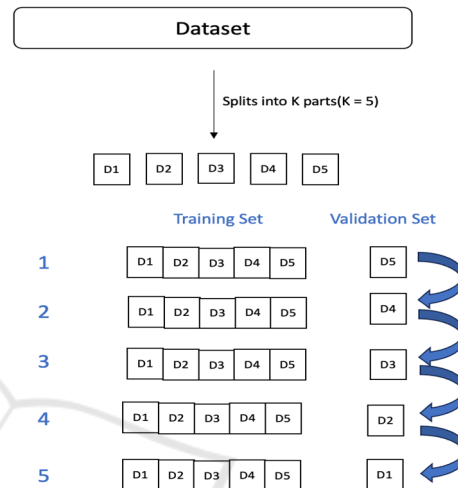 Dataset
Splits into K parts(K = 5)
D1 D2 D3 D4 D5
Training Set Validation Set
1 D1 D2 D3 D4 D5 D5
2 D1 D2 D3 D4 D5 D4
3 D1 D2 D3 D4 D5 D3
4 D1 D2 D3 D4 D5 D2
5 D1 D2 D3 D4 D5 D1